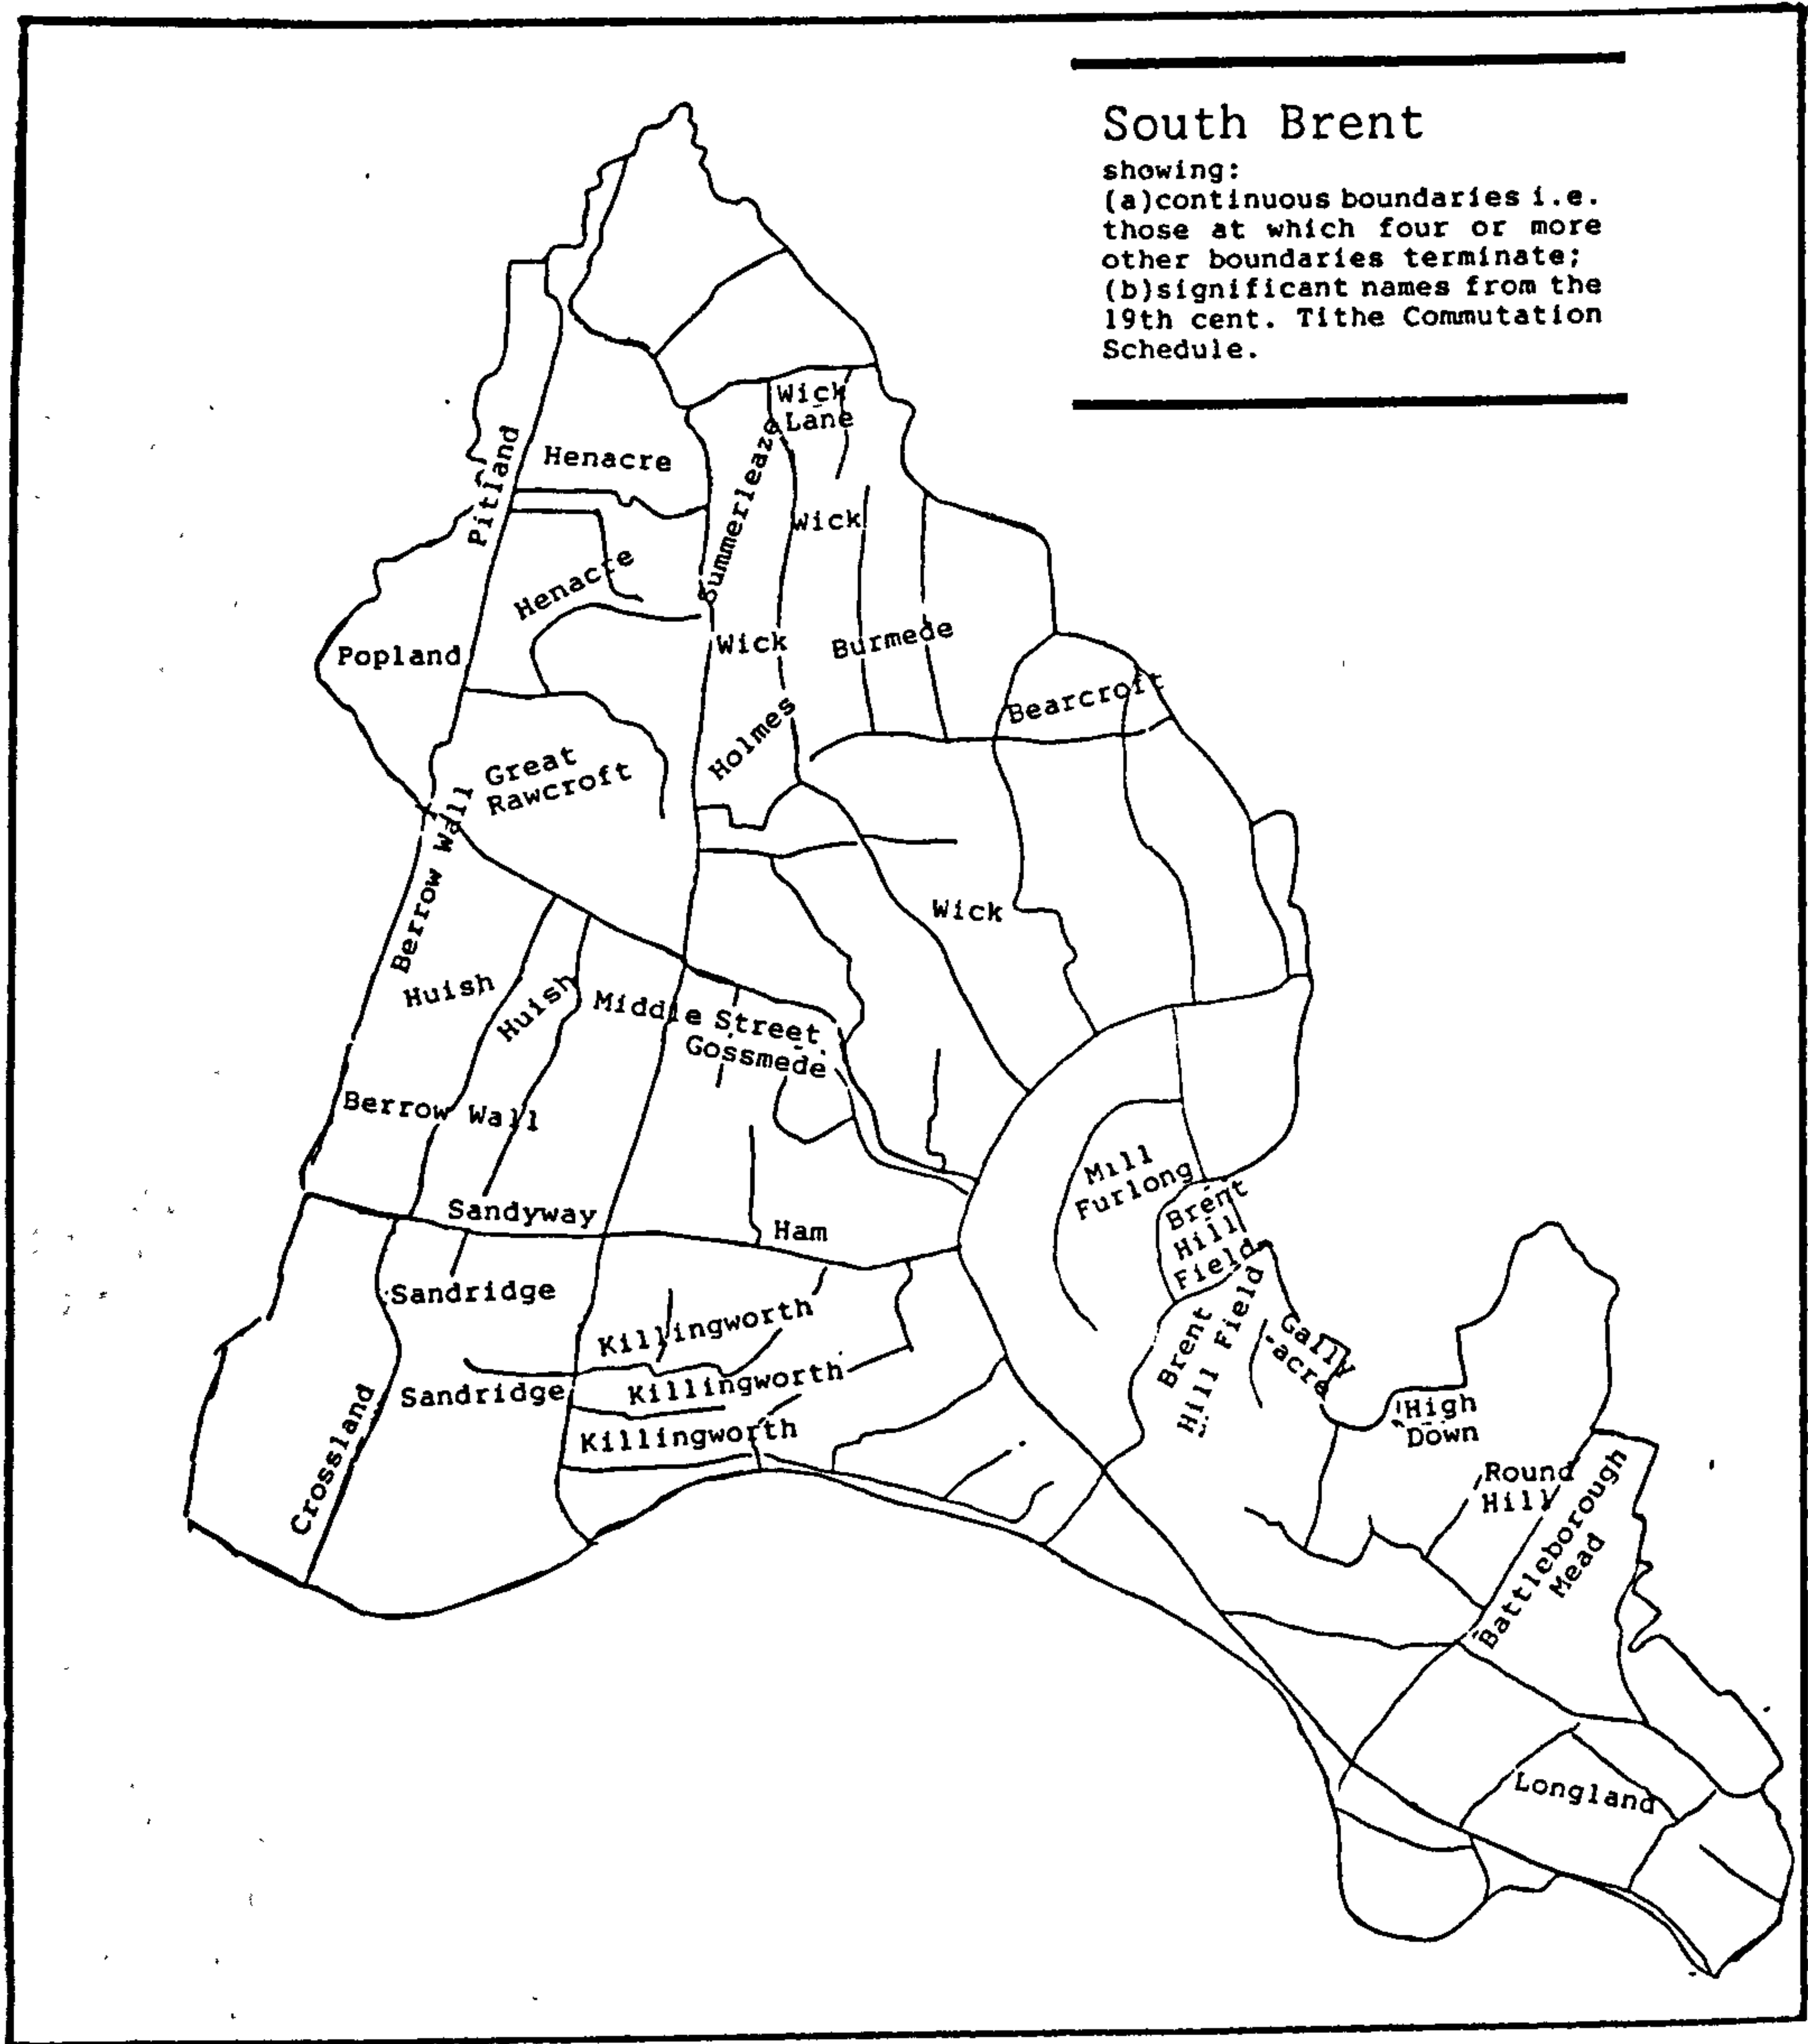 South Brent
showing:
(a)continuous boundaries i.e.
those at which four or more
other boundaries terminate;
(b)significant names from the
19th cent. Tithe Commutation
Schedule.
Wick
Lane
Summerleaze
Pitland
Henacre
Wick
Henacre
Popland
Wick
Burmede
Bearcroft
Holmes
Great
Rawcroft
Berrow Wall
Wick
Huish
Huish
Middle Street
Gossmede
Berrow Wall
Mill
Furlong
Sandyway
Ham
Brent
Hill
Field
Sandridge
Killingworth
Brent
Hill Field
Gally
acre
Sandridge
Killingworth
High
Down
Killingworth
Crossland
Round
Hill
Battleborough
Mead
Longland